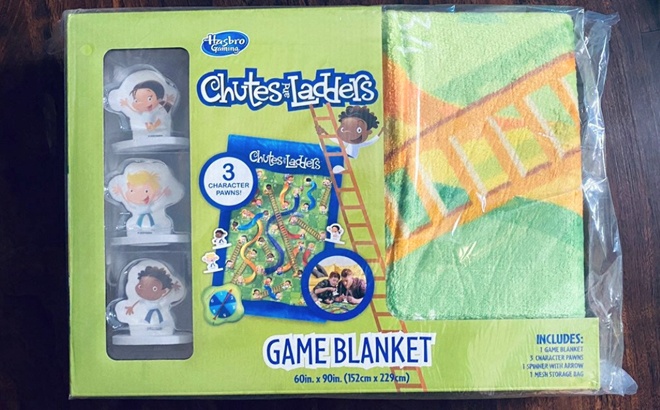 Hasbro
Gaming
Chutes and Ladders
3
CHARACTER
PAWNS!
Chutes and Ladders
GAME BLANKET
60in. x 90in. (152cm x 229cm)
INCLUDES:
1 GAME BLANKET
3 CHARACTER PAWNS
1 SPINNER WITH ARROW
1 MESH STORAGE BAG